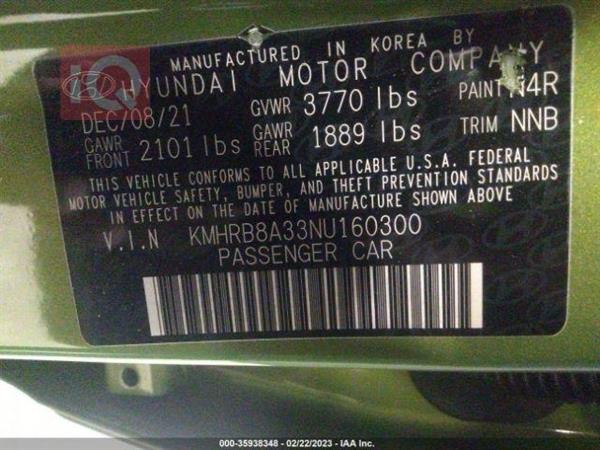 MANUFACTURED IN KOREA BY
HYUNDAI MOTOR COMPANY
DEC/08/21 GVWR 3770 lbs PAINT N4R
GAWR FRONT 2101 lbs GAWR REAR 1889 lbs TRIM NNB
THIS VEHICLE CONFORMS TO ALL APPLICABLE U.S.A. FEDERAL
MOTOR VEHICLE SAFETY, BUMPER, AND THEFT PREVENTION STANDARDS
IN EFFECT ON THE DATE OF MANUFACTURE SHOWN ABOVE
V.I.N KMHRB8A33NU160300
PASSENGER CAR
000-35938348 - 02/22/2023 - IAA Inc.